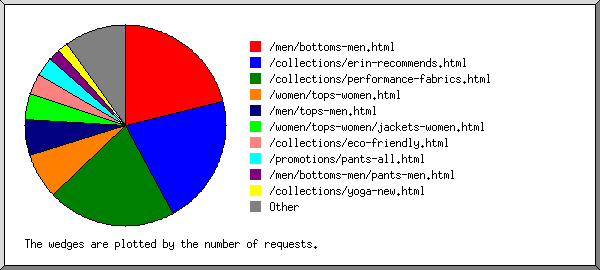 /men/bottoms-men.html
/collections/erin-recommends.html
/collections/performance-fabrics.html
/women/tops-women.html
/men/tops-men.html
/women/tops-women/jackets-women.html
/collections/eco-friendly.html
/promotions/pants-all.html
/men/bottoms-men/pants-men.html
/collections/yoga-new.html
Other
The wedges are plotted by the number of requests.